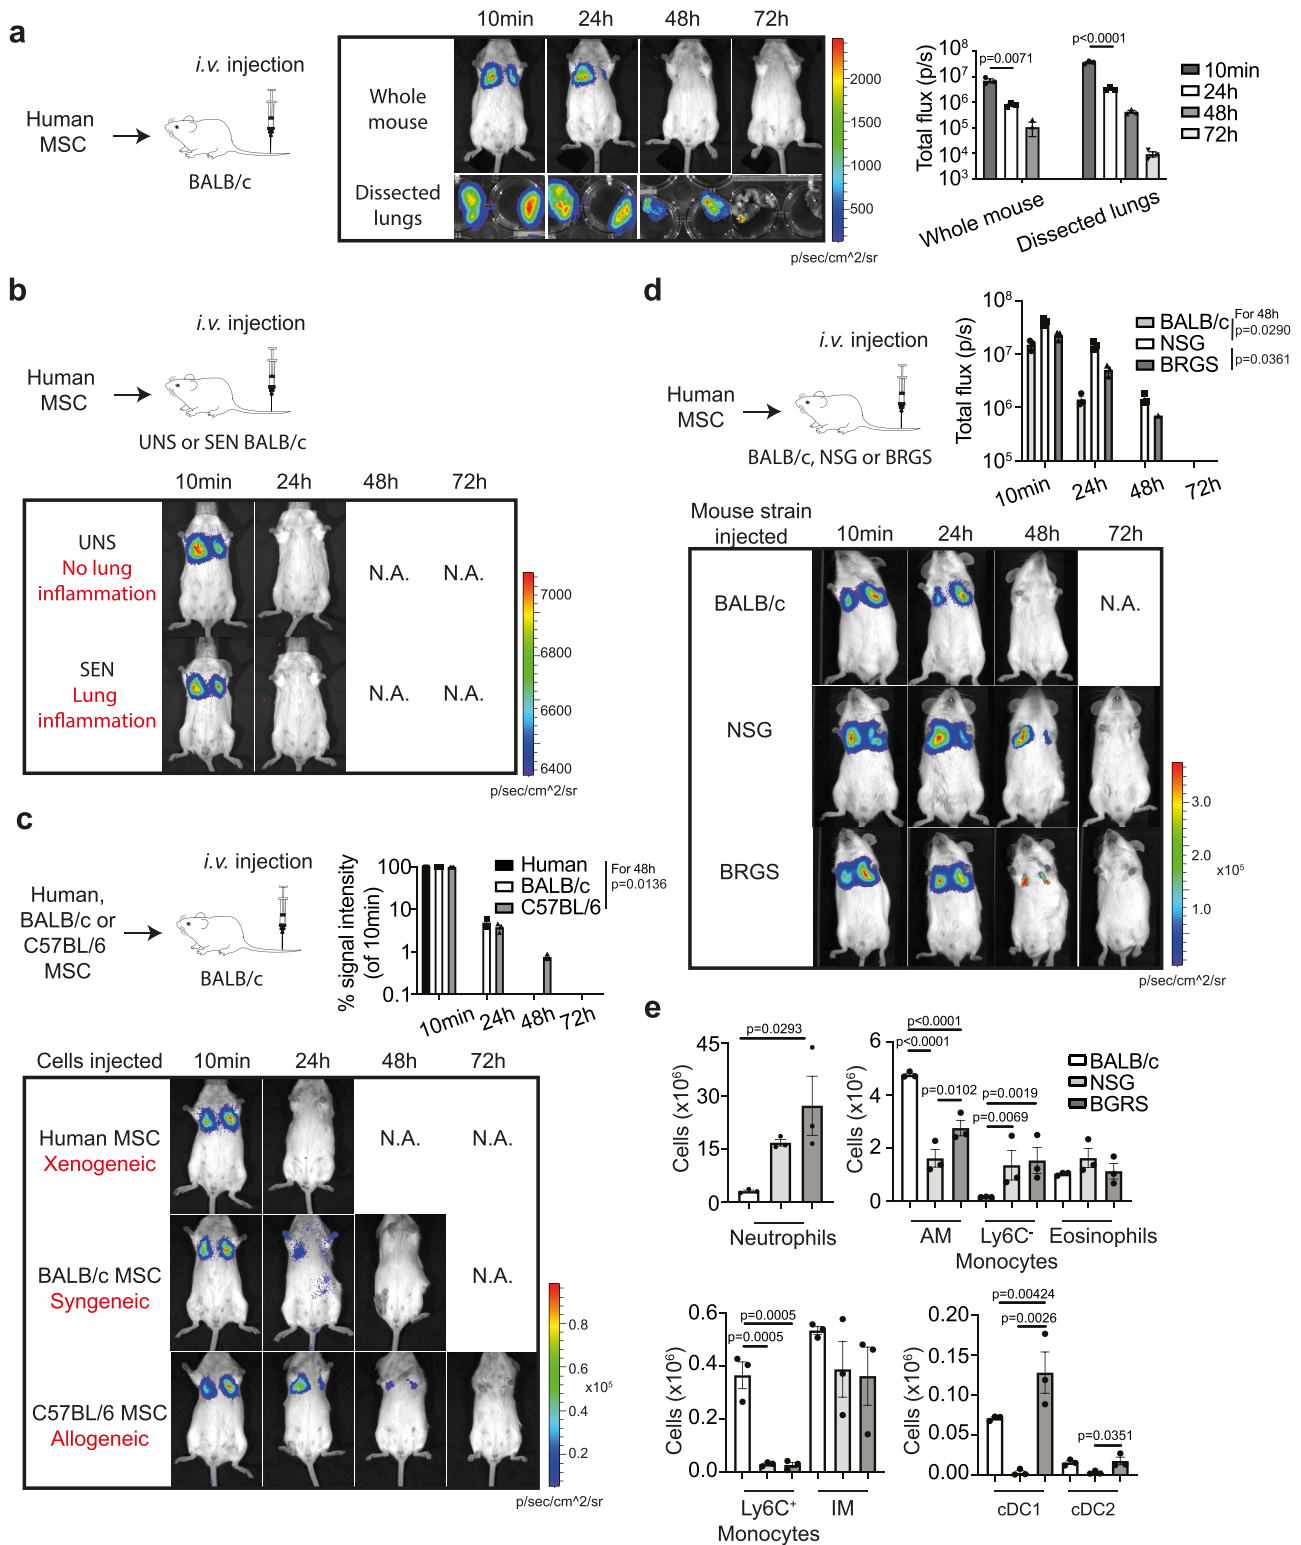 a
i.v. injection
Human
MSC
BALB/c
10min 24h 48h 72h
Whole
mouse
Dissected
lungs
2000
1500
1000
500
p/sec/cm^2/sr
Total flux (p/s)
10⁸
10⁷
10⁶
10⁵
10⁴
10³
p=0.0071
p<0.0001
Whole mouse
Dissected lungs
10min
24h
48h
72h
b
i.v. injection
Human
MSC
UNS or SEN BALB/c
10min 24h 48h 72h
UNS
No lung
inflammation
N.A. N.A.
SEN
Lung
inflammation
N.A. N.A.
7000
6800
6600
6400
p/sec/cm^2/sr
c
i.v. injection
Human,
BALB/c or
C57BL/6
MSC
BALB/c
% signal intensity
(of 10min)
100
10
1
0.1
10min 24h 48h 72h
Human
BALB/c
C57BL/6
For 48h
p=0.0136
Cells injected 10min 24h 48h 72h
Human MSC
Xenogeneic
N.A. N.A.
BALB/c MSC
Syngeneic
N.A.
C57BL/6 MSC
Allogeneic
0.8
0.6
x10⁵
0.4
0.2
p/sec/cm^2/sr
d
i.v. injection
Human
MSC
BALB/c, NSG or BRGS
Total flux (p/s)
10⁸
10⁷
10⁶
10⁵
10min 24h 48h 72h
BALB/c
NSG
BRGS
For 48h
p=0.0290
p=0.0361
Mouse strain
injected
10min 24h 48h 72h
BALB/c
N.A.
NSG
BRGS
3.0
2.0
x10⁵
1.0
p/sec/cm^2/sr
e
Cells (x10⁶)
45
30
15
0
p=0.0293
Neutrophils
Cells (x10⁶)
6
4
2
0
p<0.0001
p<0.0001
p=0.0102
p=0.0019
p=0.0069
AM
Ly6C⁻
Monocytes
Eosinophils
BALB/c
NSG
BGRS
Cells (x10⁶)
0.6
0.4
0.2
0.0
p=0.0005
p=0.0005
Ly6C⁺
Monocytes
IM
Cells (x10⁶)
0.20
0.15
0.10
0.05
0.00
p=0.00424
p=0.0026
p=0.0351
cDC1
cDC2